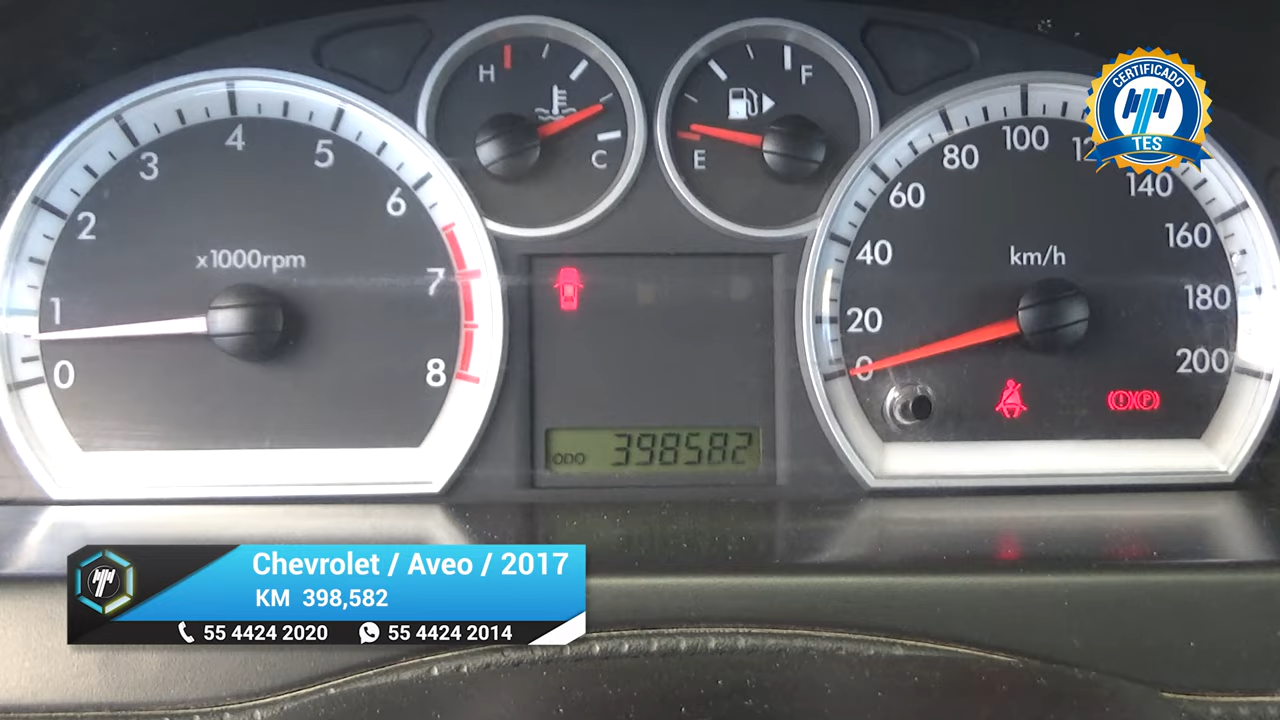 H
C
F
E
CERTIFICADO
TES
0
1
2
3
4
5
6
7
8
x1000rpm
0
20
40
60
80
100
140
160
180
200
km/h
ODO 398582
Chevrolet / Aveo / 2017
KM 398,582
55 4424 2020 55 4424 2014